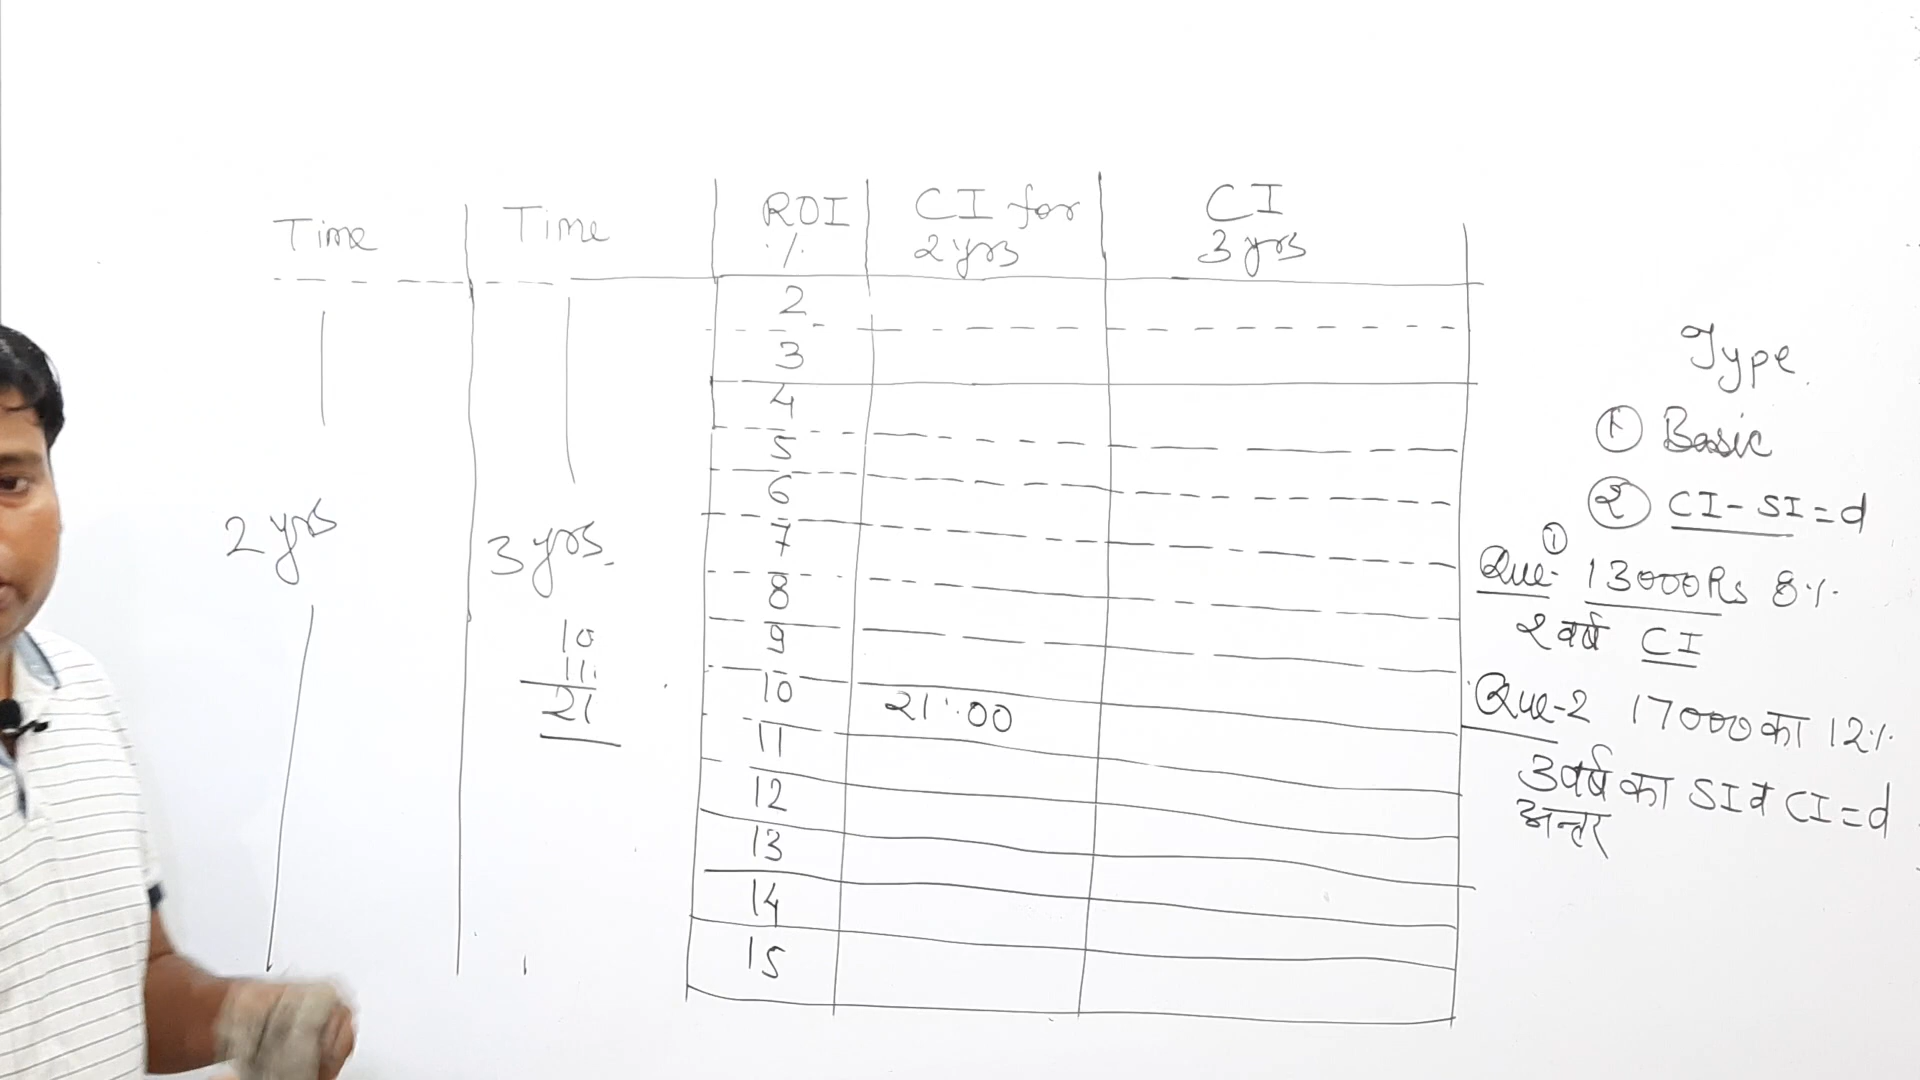 Time
Time
ROI
%
CI for
2 yrs
CI
3 yrs
2
3
4
5
6
7
8
9
10
21.00
11
12
13
14
15
2 yrs
3 yrs.
10
11
21
Type
① Basic
② CI - SI = d
①
Que- 13000Rs 8%
२ वर्ष CI
Que-2 17000 का 12%
3 वर्ष का SI व CI = d
अन्तर